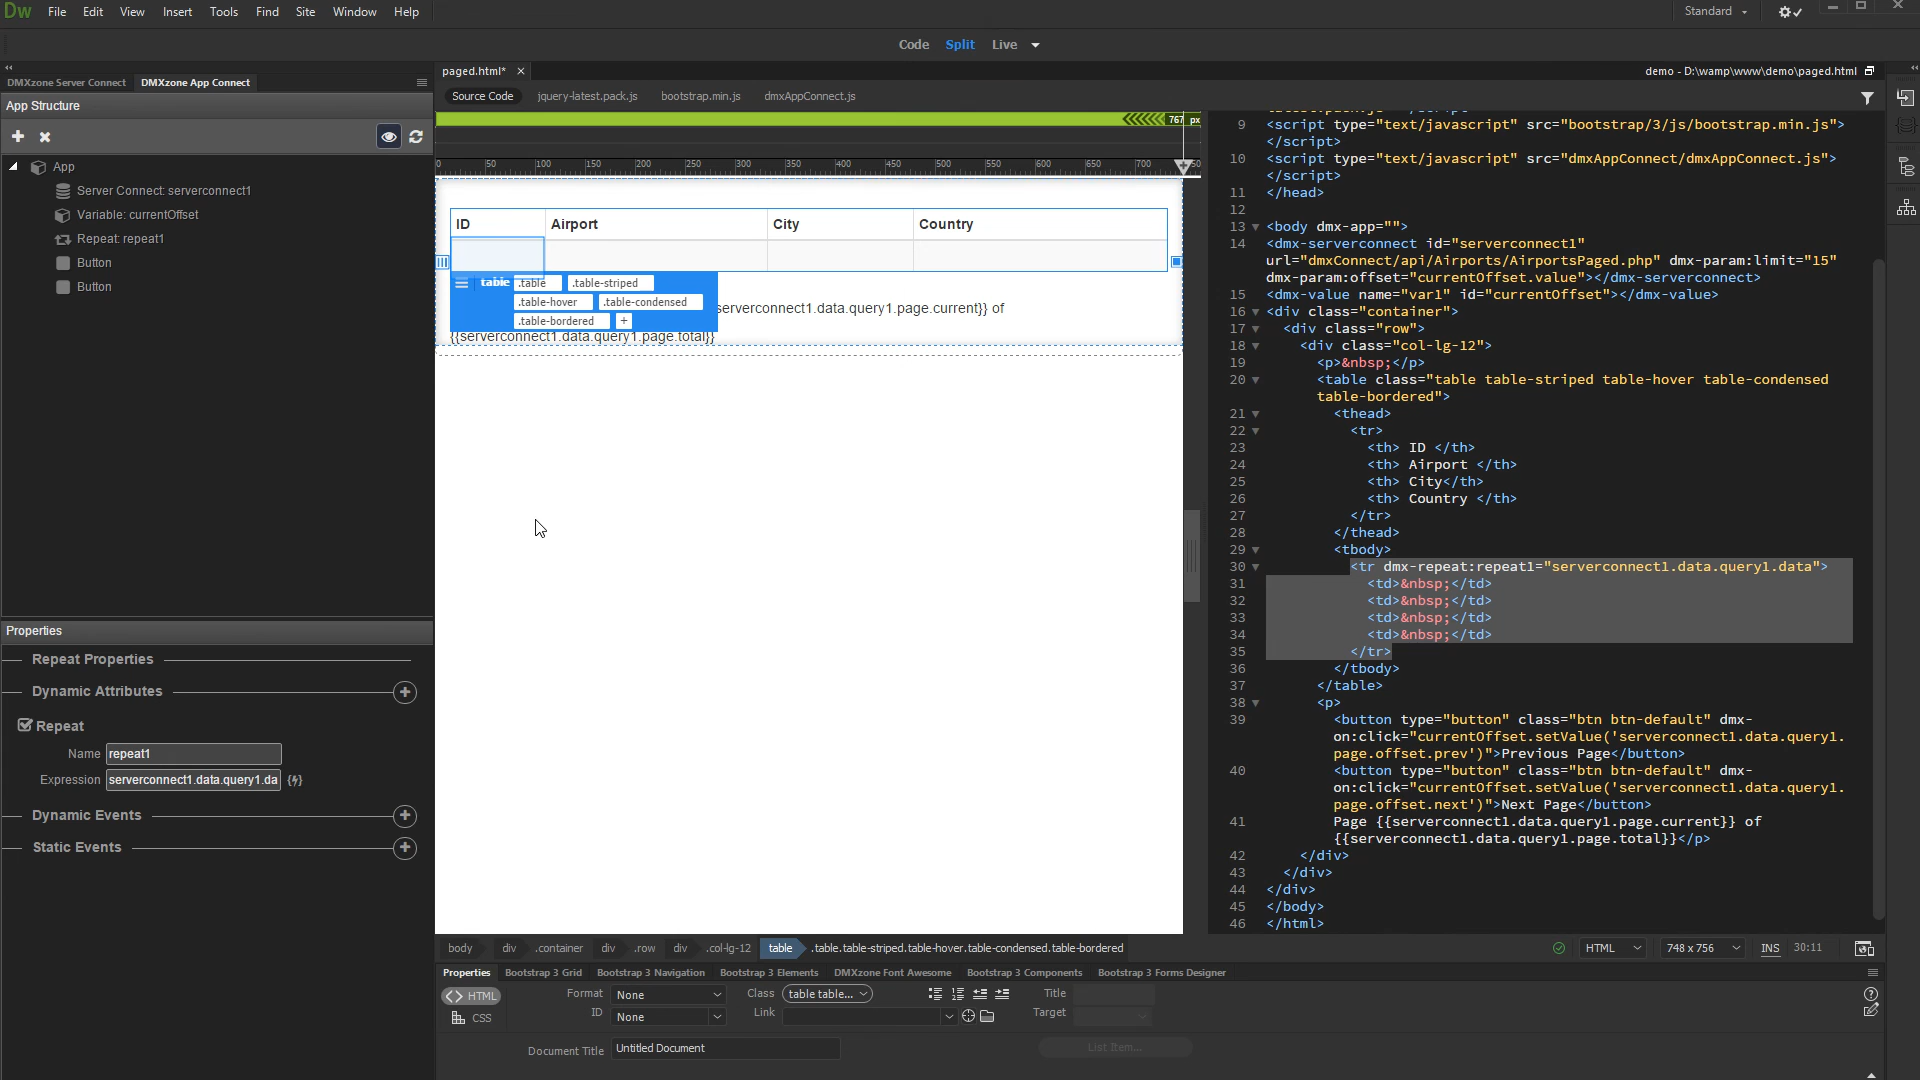 Dw File Edit View Insert Tools Find Site Window Help
Standard
Code Split Live
DMXzone Server Connect DMXzone App Connect
App Structure
App
Server Connect: serverconnect1
Variable: currentOffset
Repeat: repeat1
Button
Button
Properties
Repeat Properties
Dynamic Attributes
Repeat
Name repeat1
Expression serverconnect1.data.query1.da
Dynamic Events
Static Events
paged.html* ×
demo - D:\wamp\www\demo\paged.html
Source Code jquery-latest.pack.js bootstrap.min.js dmxAppConnect.js
767 px
0 50 100 150 200 250 300 350 400 450 500 550 600 650 700 50
ID Airport City Country
table .table .table-striped
.table-hover .table-condensed
.table-bordered +
serverconnect1.data.query1.page.current}} of
{{serverconnect1.data.query1.page.total}}
9 <script type="text/javascript" src="bootstrap/3/js/bootstrap.min.js">
</script>
10 <script type="text/javascript" src="dmxAppConnect/dmxAppConnect.js">
</script>
11 </head>
12
13 <body dmx-app="">
14 <dmx-serverconnect id="serverconnect1"
url="dmxConnect/api/Airports/AirportsPaged.php" dmx-param:limit="15"
dmx-param:offset="currentOffset.value"></dmx-serverconnect>
15 <dmx-value name="var1" id="currentOffset"></dmx-value>
16 <div class="container">
17 <div class="row">
18 <div class="col-lg-12">
19 <p>&nbsp;</p>
20 <table class="table table-striped table-hover table-condensed
table-bordered">
21 <thead>
22 <tr>
23 <th> ID </th>
24 <th> Airport </th>
25 <th> City</th>
26 <th> Country </th>
27 </tr>
28 </thead>
29 <tbody>
30 <tr dmx-repeat:repeat1="serverconnect1.data.query1.data">
31 <td>&nbsp;</td>
32 <td>&nbsp;</td>
33 <td>&nbsp;</td>
34 <td>&nbsp;</td>
35 </tr>
36 </tbody>
37 </table>
38 <p>
39 <button type="button" class="btn btn-default" dmx-
on:click="currentOffset.setValue('serverconnect1.data.query1.
page.offset.prev')">Previous Page</button>
40 <button type="button" class="btn btn-default" dmx-
on:click="currentOffset.setValue('serverconnect1.data.query1.
page.offset.next')">Next Page</button>
41 Page {{serverconnect1.data.query1.page.current}} of
{{serverconnect1.data.query1.page.total}}</p>
42 </div>
43 </div>
44 </div>
45 </body>
46 </html>
body div .container div .row div .col-lg-12 table .table.table-striped.table-hover.table-condensed.table-bordered
HTML 748 x 756 INS 30:11
Properties Bootstrap 3 Grid Bootstrap 3 Navigation Bootstrap 3 Elements DMXzone Font Awesome Bootstrap 3 Components Bootstrap 3 Forms Designer
<> HTML Format None Class table table... Title
CSS ID None Link Target
Document Title Untitled Document List Item...